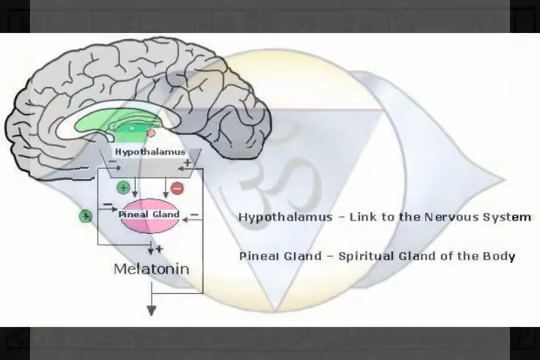 Hypothalamus
Pineal Gland
Melatonin
Hypothalamus – Link to the Nervous System
Pineal Gland – Spiritual Gland of the Body
ॐ